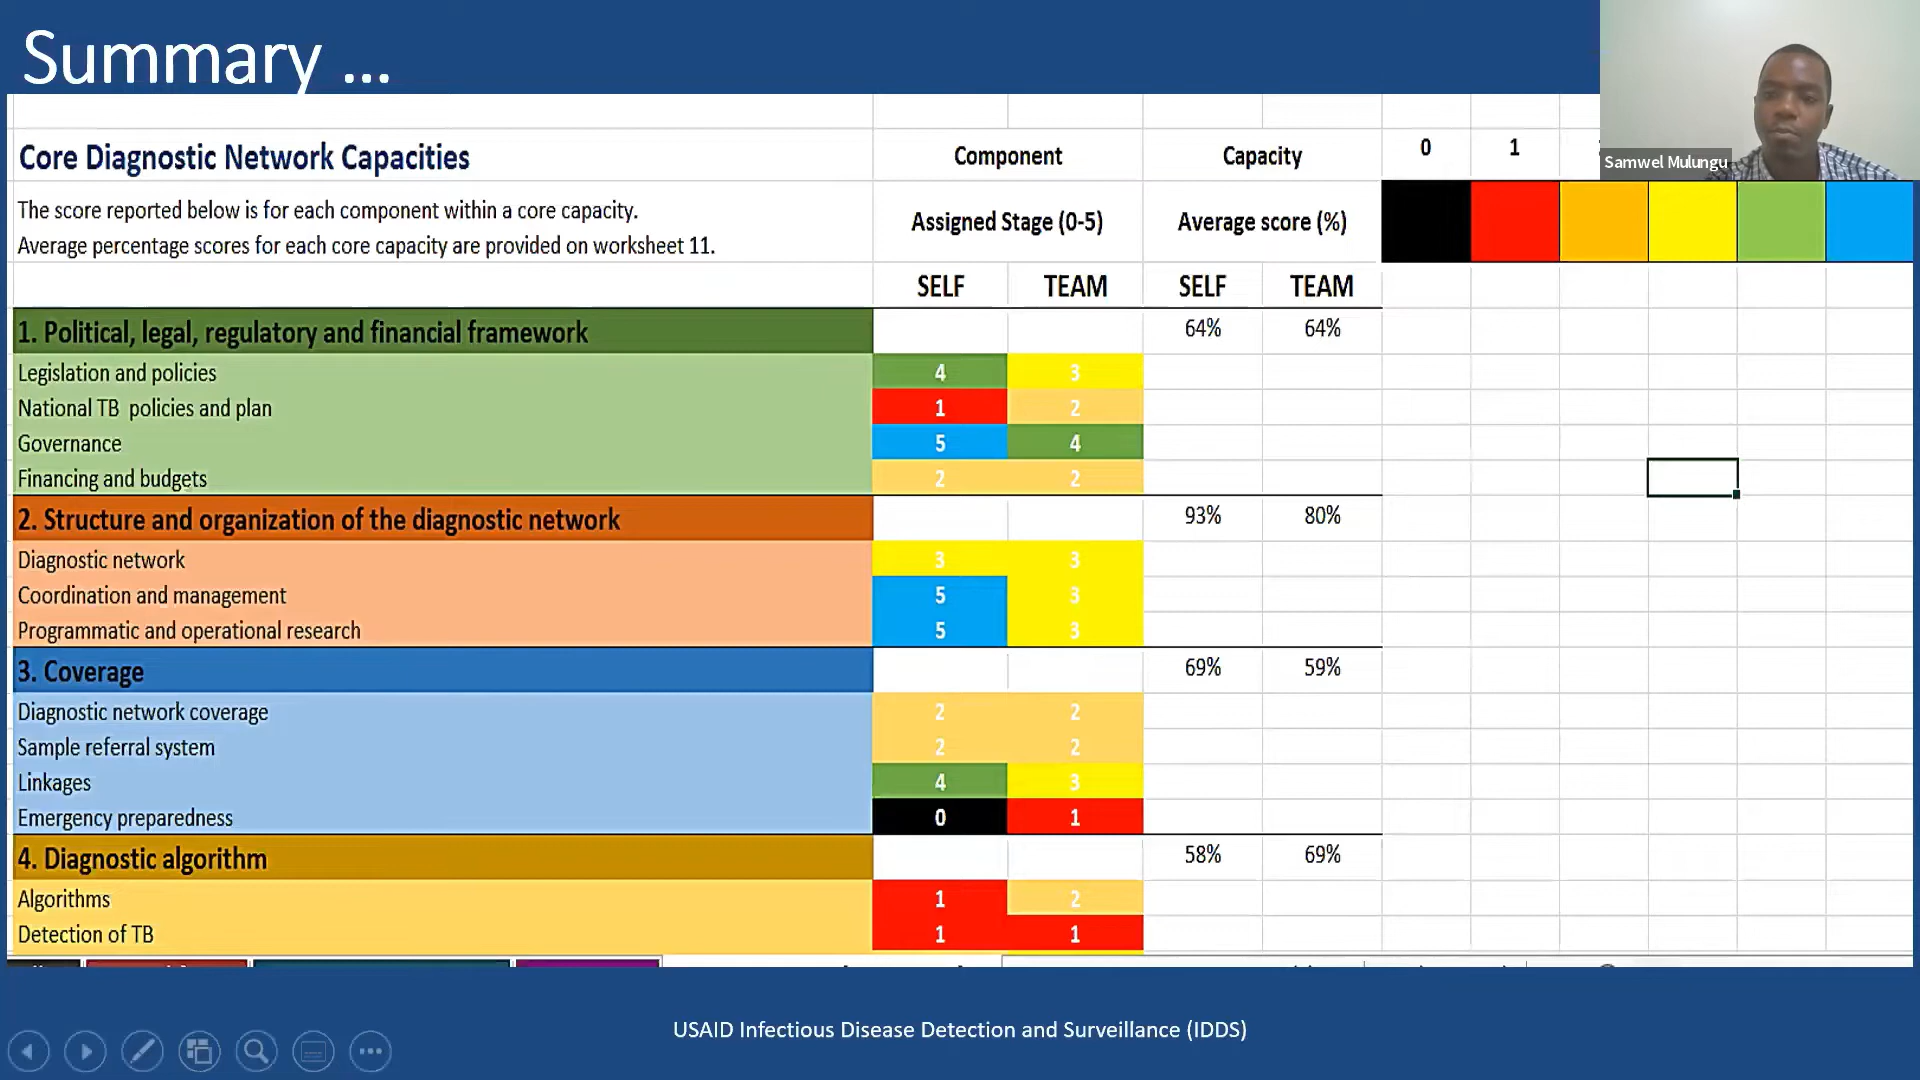 Summary ...
Core Diagnostic Network Capacities Component Capacity 0 1
Samwel Mulungu
The score reported below is for each component within a core capacity.
Average percentage scores for each core capacity are provided on worksheet 11.
Assigned Stage (0-5) Average score (%)
SELF TEAM SELF TEAM
1. Political, legal, regulatory and financial framework 64% 64%
Legislation and policies 4 3
National TB policies and plan 1 2
Governance 5 4
Financing and budgets 2 2
2. Structure and organization of the diagnostic network 93% 80%
Diagnostic network 3 3
Coordination and management 5 3
Programmatic and operational research 5 3
3. Coverage 69% 59%
Diagnostic network coverage 2 2
Sample referral system 2 2
Linkages 4 3
Emergency preparedness 0 1
4. Diagnostic algorithm 58% 69%
Algorithms 1 2
Detection of TB 1 1
USAID Infectious Disease Detection and Surveillance (IDDS)